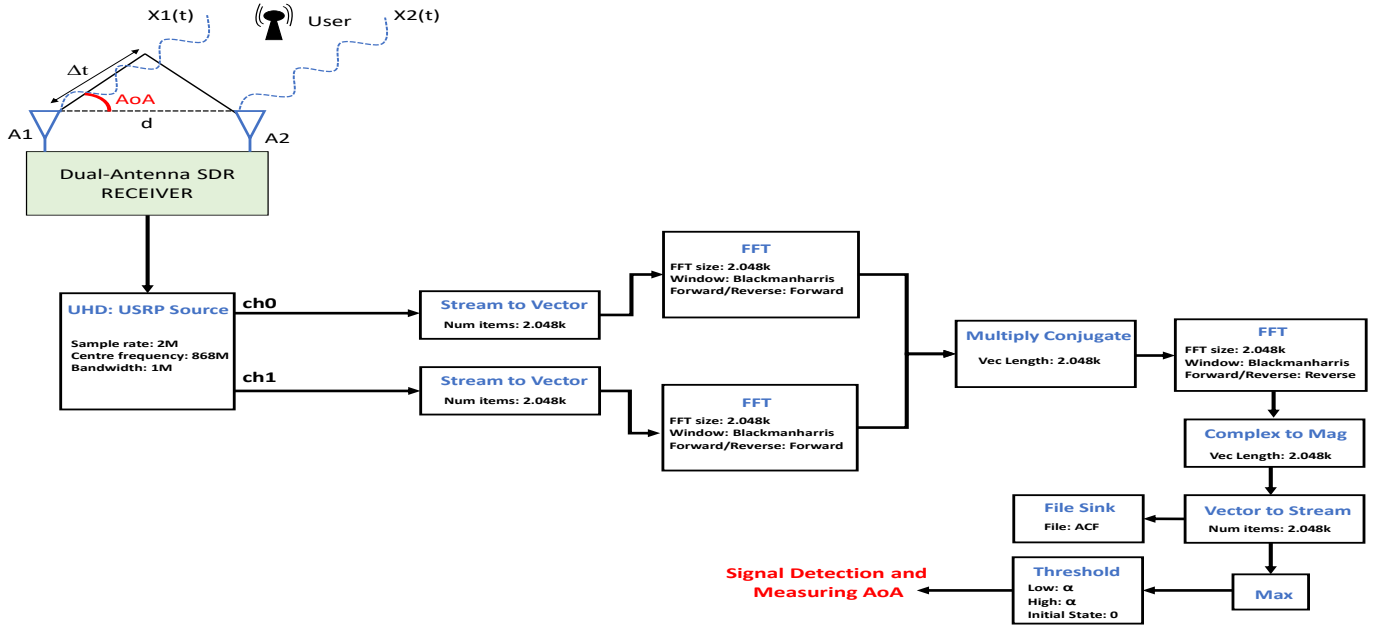 X1(t)
User
X2(t)
Δt
AoA
d
A1
A2
Dual-Antenna SDR
RECEIVER
UHD: USRP Source
Sample rate: 2M
Centre frequency: 868M
Bandwidth: 1M
ch0
ch1
Stream to Vector
Num items: 2.048k
Stream to Vector
Num items: 2.048k
FFT
FFT size: 2.048k
Window: Blackmanharris
Forward/Reverse: Forward
FFT
FFT size: 2.048k
Window: Blackmanharris
Forward/Reverse: Forward
Multiply Conjugate
Vec Length: 2.048k
FFT
FFT size: 2.048k
Window: Blackmanharris
Forward/Reverse: Reverse
Complex to Mag
Vec Length: 2.048k
Vector to Stream
Num items: 2.048k
File Sink
File: ACF
Max
Threshold
Low: α
High: α
Initial State: 0
Signal Detection and
Measuring AoA